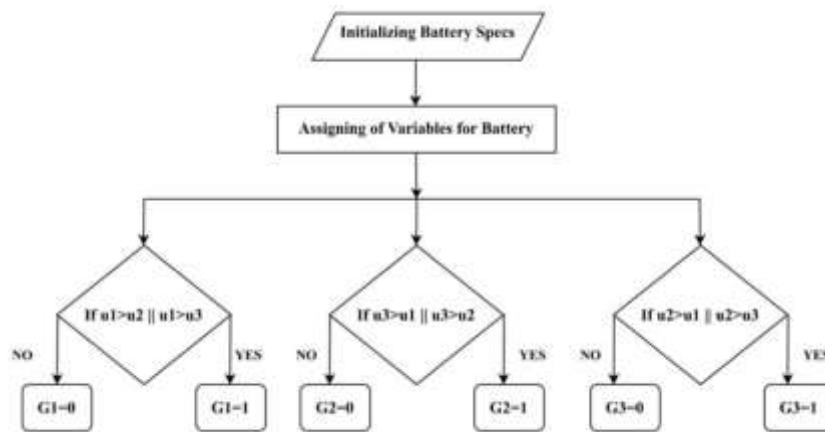 Initializing Battery Specs
Assigning of Variables for Battery
If u1>u2 || u1>u3
If u3>u1 || u3>u2
If u2>u1 || u2>u3
NO
YES
NO
YES
NO
YES
G1=0
G1=1
G2=0
G2=1
G3=0
G3=1